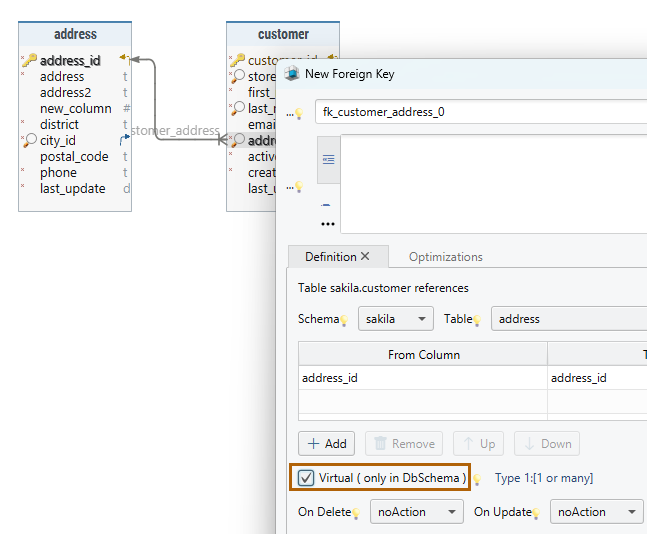 address
address_id
address t
address2 t
new_column #
district t
city_id
postal_code t
phone t
last_update d
customer
customer_id
store
first_
last_
emai
addre
active
creat
last_u
stomer_address
New Foreign Key
fk_customer_address_0
Definition
Optimizations
Table sakila.customer references
Schema sakila Table address
From Column T
address_id address_id
Add Remove Up Down
Virtual ( only in DbSchema ) Type 1:[1 or many]
On Delete noAction On Update noAction